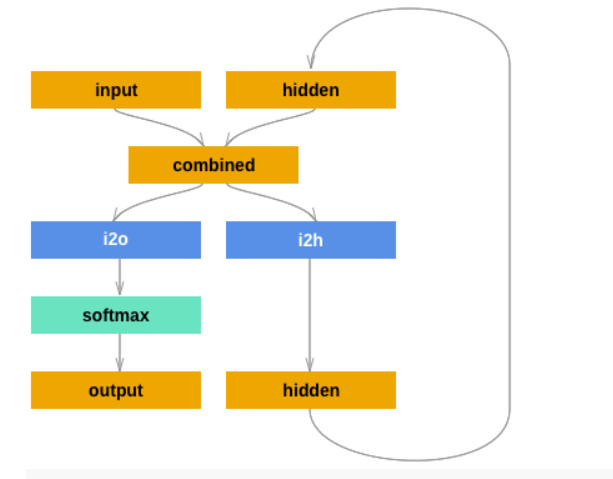 input
hidden
combined
i2o
i2h
softmax
output
hidden